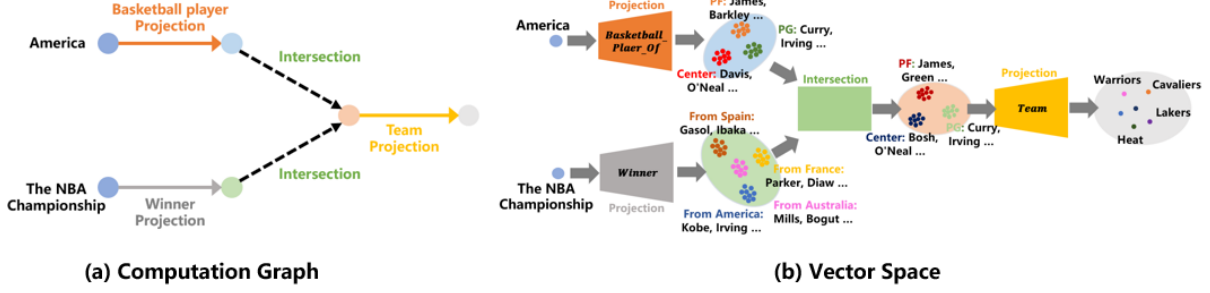 Basketball player
Projection
America
Intersection
Team
Projection
Intersection
The NBA
Championship
Winner
Projection
(a) Computation Graph
Projection
America
Basketball_
Plaer_Of
PF: James,
Barkley ...
PG: Curry,
Irving ...
Center: Davis,
O'Neal ...
Intersection
From Spain:
Gasol, Ibaka ...
The NBA
Championship
Winner
Projection
From France:
Parker, Diaw ...
From America:
Kobe, Irving ...
From Australia:
Mills, Bogut ...
PF: James,
Green ...
Center: Bosh,
O'Neal ...
PG: Curry,
Irving ...
Projection
Team
Warriors
Cavaliers
Lakers
Heat
(b) Vector Space